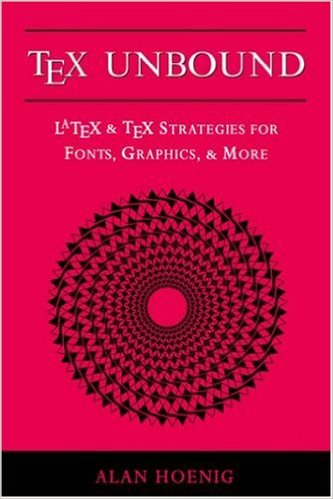 TEX UNBOUND
LATEX & TEX STRATEGIES FOR
FONTS, GRAPHICS, & MORE
ALAN HOENIG